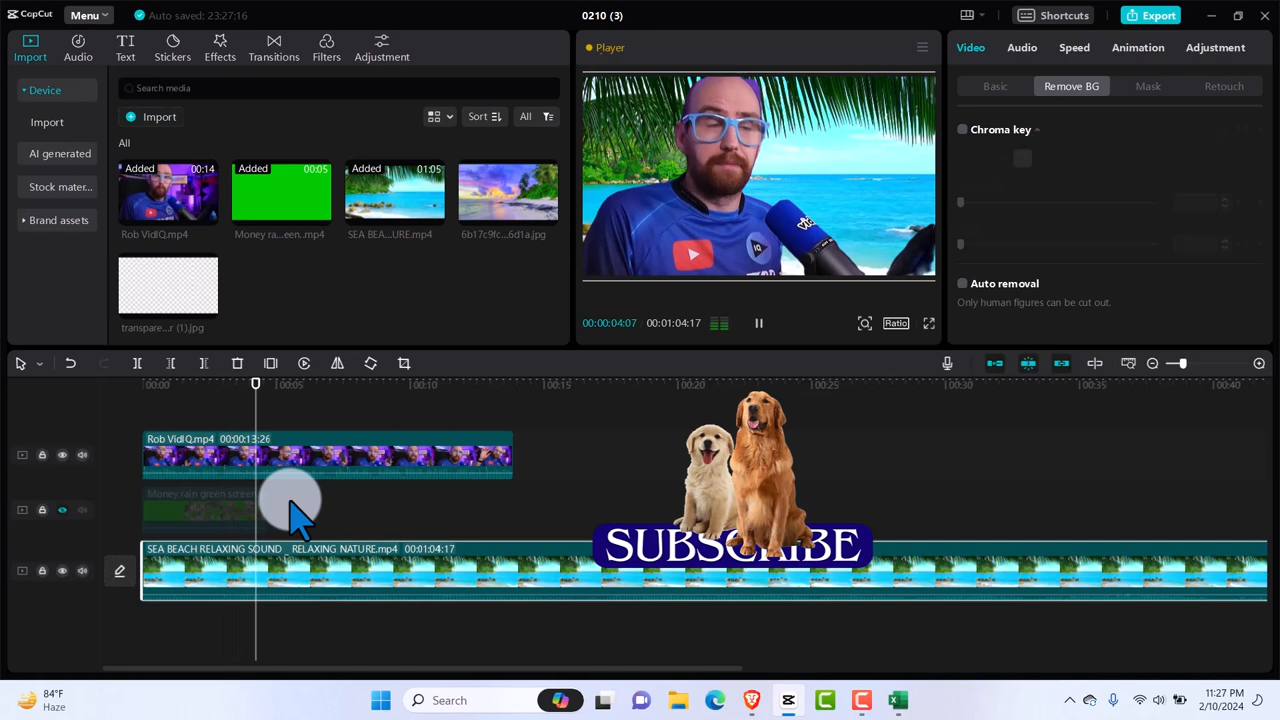 CapCut
Menu
Auto saved: 23:27:16
0210 (3)
Shortcuts
Export
Import
Audio
Text
Stickers
Effects
Transitions
Filters
Adjustment
Player
Video
Audio
Speed
Animation
Adjustment
Device
Import
AI generated
Stock mater...
Brand assets
Search media
Import
Sort
All
All
Added
00:14
Rob VidIQ.mp4
Added
00:05
Money ra...een..mp4
Added
01:05
SEA BEA...URE.mp4
6b17c9fc...6d1a.jpg
transpare...r (1).jpg
IQ
00:00:04:07
00:01:04:17
Ratio
Basic
Remove BG
Mask
Retouch
Chroma key
Auto removal
Only human figures can be cut out.
00:00
00:05
00:10
00:15
00:20
00:25
00:30
00:35
00:40
Rob VidIQ.mp4 00:00:13:26
Money rain green screen
SEA BEACH RELAXING SOUND _ RELAXING NATURE.mp4 00:01:04:17
SUBSCRIBE
84°F
Haze
Search
11:27 PM
2/10/2024